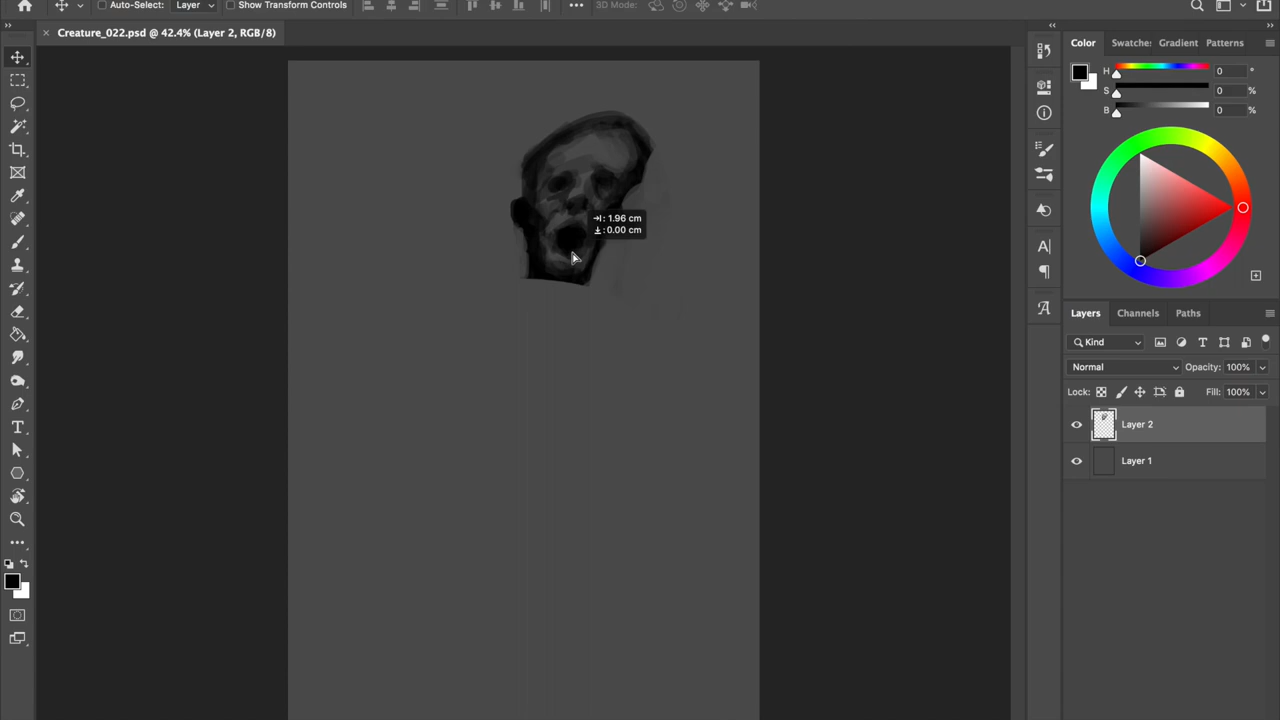 Auto-Select: Layer Show Transform Controls 3D Mode:
Creature_022.psd @ 42.4% (Layer 2, RGB/8)
Color Swatche: Gradient Patterns
H 0 °
S 0 %
B 0 %
→|: 1.96 cm
0.00 cm
Layers Channels Paths
Kind
Normal Opacity: 100%
Lock: Fill: 100%
Layer 2
Layer 1